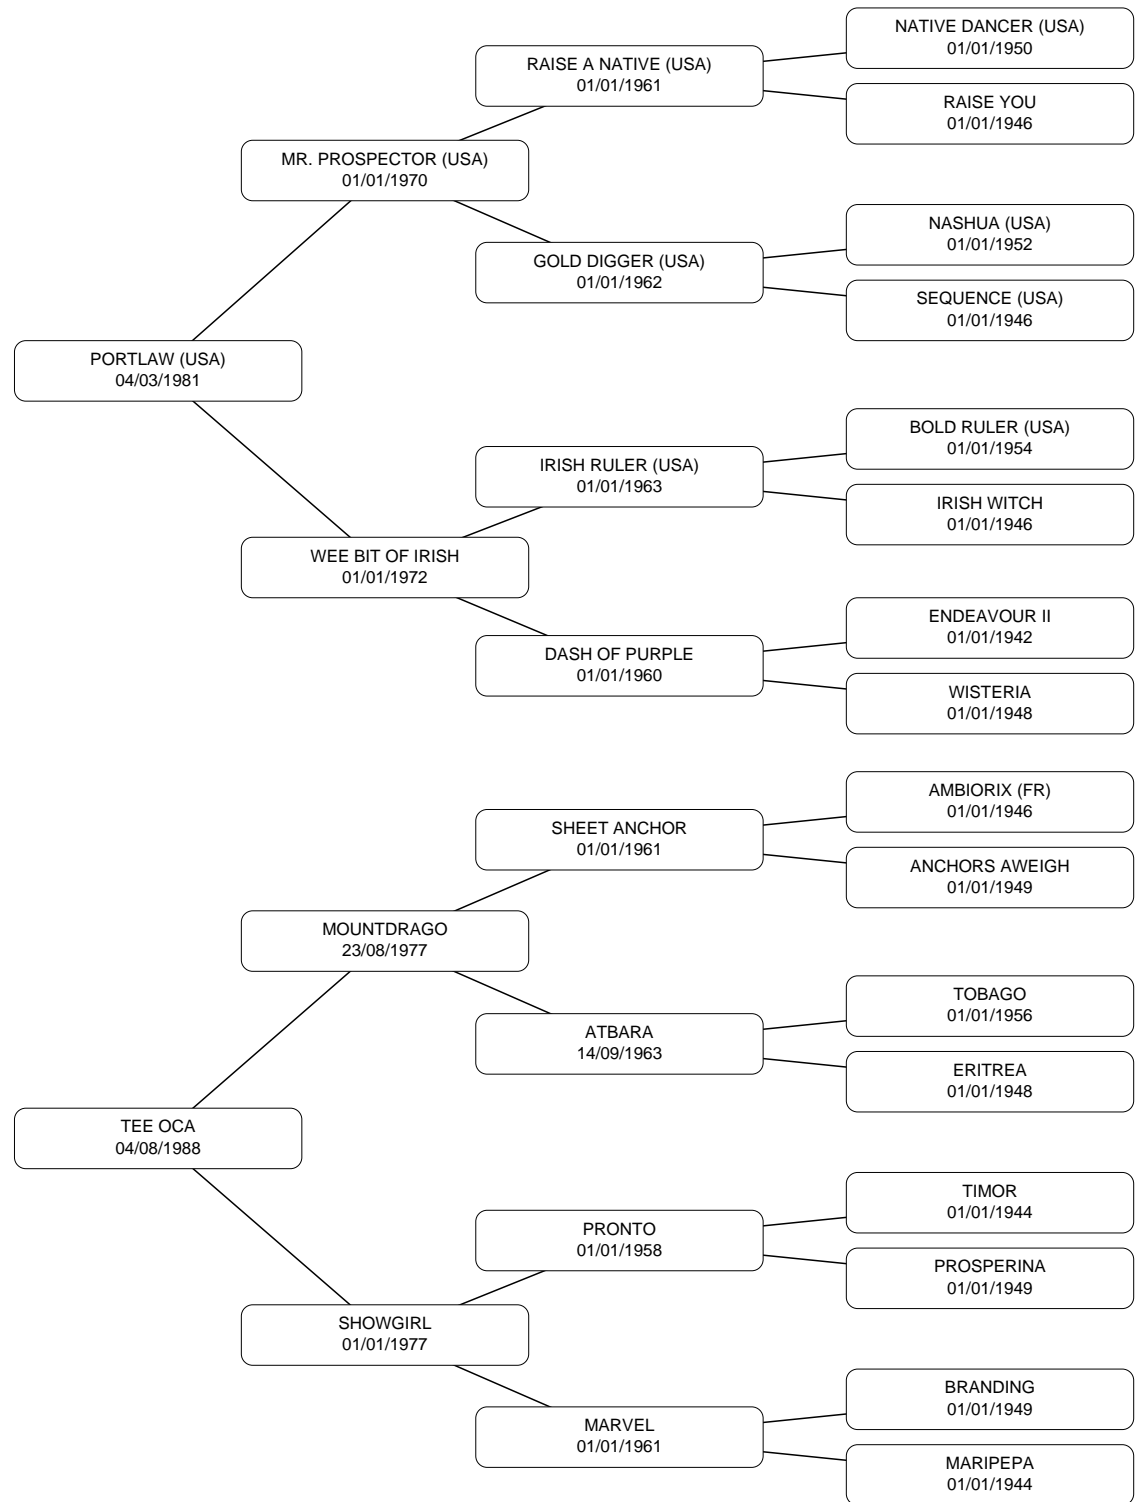 NATIVE DANCER (USA)
01/01/1950
RAISE A NATIVE (USA)
01/01/1961
RAISE YOU
01/01/1946
MR. PROSPECTOR (USA)
01/01/1970
NASHUA (USA)
01/01/1952
GOLD DIGGER (USA)
01/01/1962
SEQUENCE (USA)
01/01/1946
PORTLAW (USA)
04/03/1981
BOLD RULER (USA)
01/01/1954
IRISH RULER (USA)
01/01/1963
IRISH WITCH
01/01/1946
WEE BIT OF IRISH
01/01/1972
ENDEAVOUR II
01/01/1942
DASH OF PURPLE
01/01/1960
WISTERIA
01/01/1948
AMBIORIX (FR)
01/01/1946
SHEET ANCHOR
01/01/1961
ANCHORS AWEIGH
01/01/1949
MOUNTDRAGO
23/08/1977
TOBAGO
01/01/1956
ATBARA
14/09/1963
ERITREA
01/01/1948
TEE OCA
04/08/1988
TIMOR
01/01/1944
PRONTO
01/01/1958
PROSPERINA
01/01/1949
SHOWGIRL
01/01/1977
BRANDING
01/01/1949
MARVEL
01/01/1961
MARIPEPA
01/01/1944